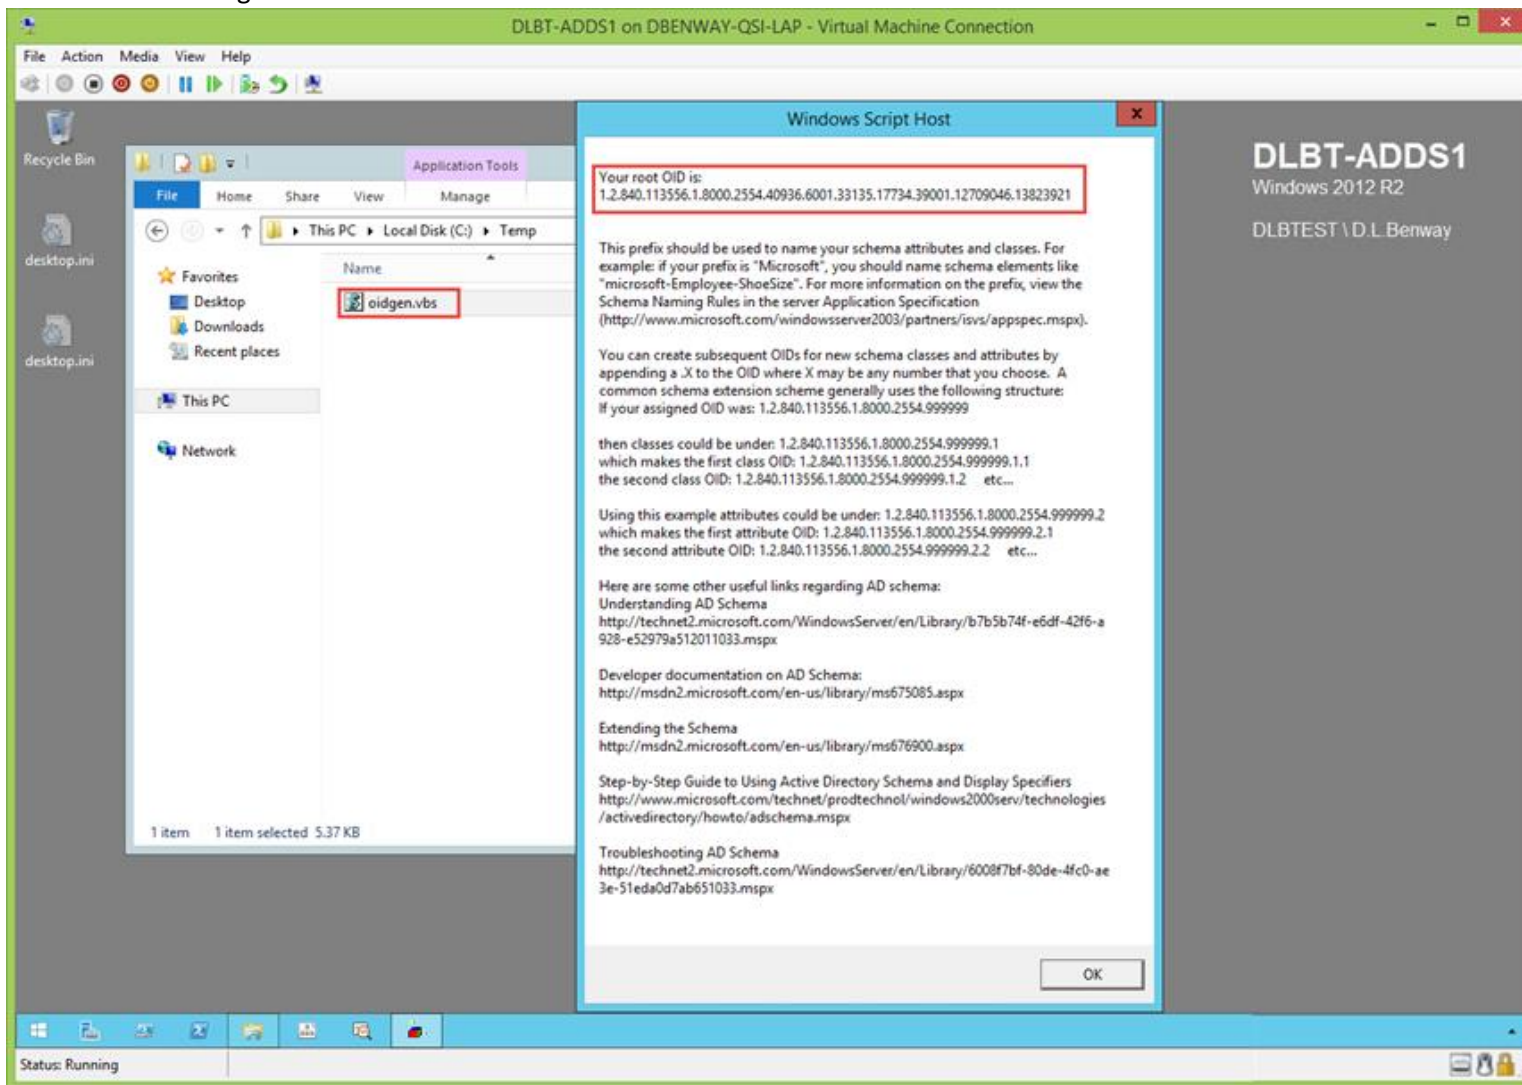 DLBT-ADDS1 on DBENWAY-QSI-LAP - Virtual Machine Connection
File Action Media View Help
Recycle Bin
desktop.ini
desktop.ini
Application Tools
File Home Share View Manage
This PC Local Disk (C:) Temp
Favorites
Desktop
Downloads
Recent places
This PC
Network
Name
oidgen.vbs
1 item 1 item selected 5.37 KB
Windows Script Host
Your root OID is:
1.2.840.113556.1.8000.2554.40936.6001.33135.17734.39001.12709046.13823921
This prefix should be used to name your schema attributes and classes. For
example: if your prefix is "Microsoft", you should name schema elements like
"microsoft-Employee-ShoeSize". For more information on the prefix, view the
Schema Naming Rules in the server Application Specification
(http://www.microsoft.com/windowsserver2003/partners/isvs/appspec.mspx).
You can create subsequent OIDs for new schema classes and attributes by
appending a .X to the OID where X may be any number that you choose. A
common schema extension scheme generally uses the following structure:
If your assigned OID was: 1.2.840.113556.1.8000.2554.999999
then classes could be under: 1.2.840.113556.1.8000.2554.999999.1
which makes the first class OID: 1.2.840.113556.1.8000.2554.999999.1.1
the second class OID: 1.2.840.113556.1.8000.2554.999999.1.2 etc...
Using this example attributes could be under: 1.2.840.113556.1.8000.2554.999999.2
which makes the first attribute OID: 1.2.840.113556.1.8000.2554.999999.2.1
the second attribute OID: 1.2.840.113556.1.8000.2554.999999.2.2 etc...
Here are some other useful links regarding AD schema:
Understanding AD Schema
http://technet2.microsoft.com/WindowsServer/en/Library/b7b5b74f-e6df-42f6-a
928-e52979a512011033.mspx
Developer documentation on AD Schema:
http://msdn2.microsoft.com/en-us/library/ms675085.aspx
Extending the Schema
http://msdn2.microsoft.com/en-us/library/ms676900.aspx
Step-by-Step Guide to Using Active Directory Schema and Display Specifiers
http://www.microsoft.com/technet/prodtechnol/windows2000serv/technologies
/activedirectory/howto/adschema.mspx
Troubleshooting AD Schema
http://technet2.microsoft.com/WindowsServer/en/Library/6008f7bf-80de-4fc0-ae
3e-51eda0d7ab651033.mspx
OK
DLBT-ADDS1
Windows 2012 R2
DLBTEST \ D.L.Benway
Status: Running